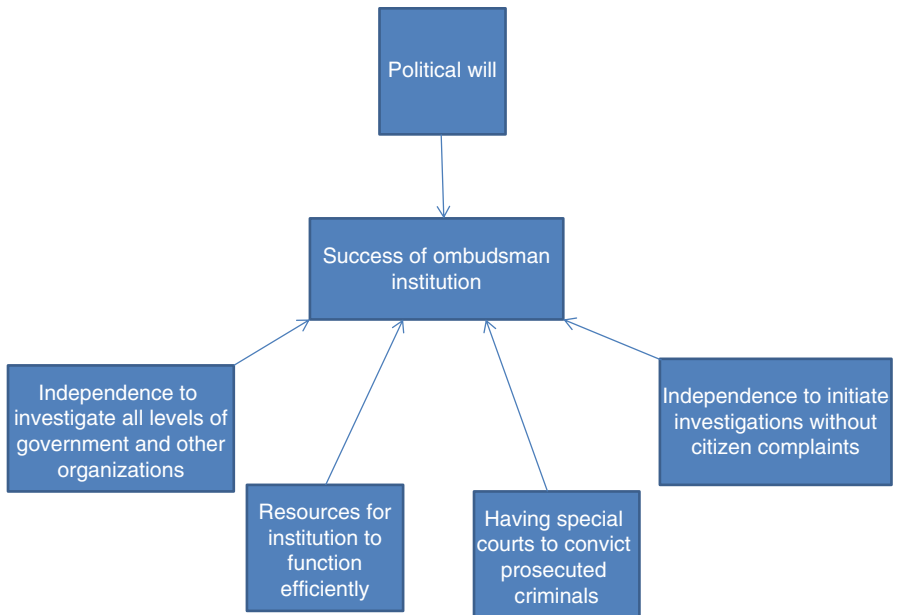 Political will
Success of ombudsman
institution
Independence to
investigate all levels of
government and other
organizations
Independence to initiate
investigations without
citizen complaints
Resources for
institution to
function
efficiently
Having special
courts to convict
prosecuted
criminals